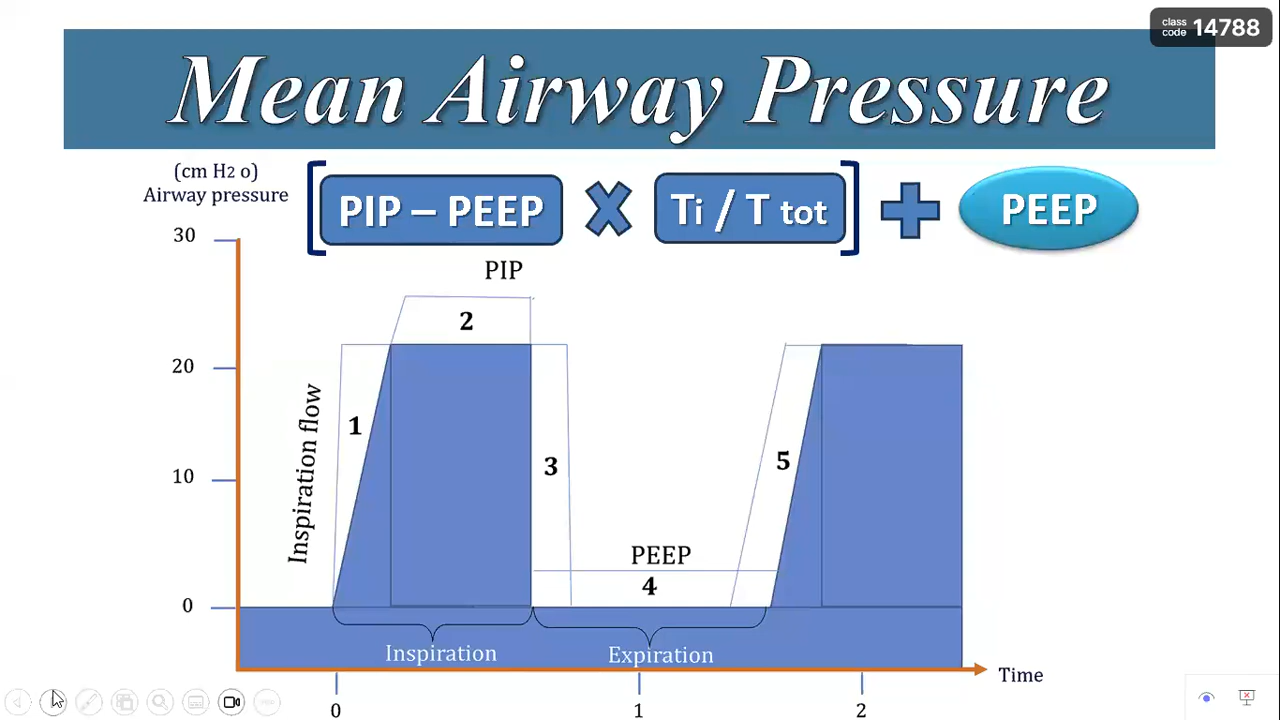 class
code 14788
Mean Airway Pressure
(cm H2 o)
Airway pressure
[ PIP – PEEP × Ti / T tot ] + PEEP
30
PIP
2
20
Inspiration flow
1
3
5
10
PEEP
4
0
Inspiration
Expiration
Time
0
1
2